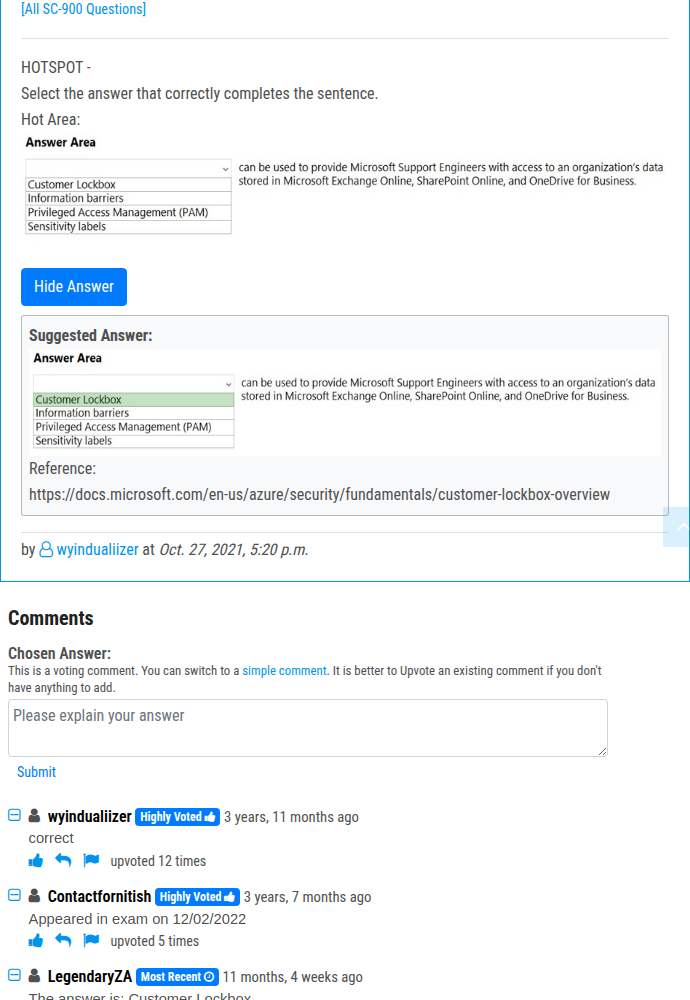 [All SC-900 Questions]
HOTSPOT -
Select the answer that correctly completes the sentence.
Hot Area:
Answer Area
can be used to provide Microsoft Support Engineers with access to an organization's data
stored in Microsoft Exchange Online, SharePoint Online, and OneDrive for Business.
Customer Lockbox
Information barriers
Privileged Access Management (PAM)
Sensitivity labels
Hide Answer
Suggested Answer:
Answer Area
can be used to provide Microsoft Support Engineers with access to an organization's data
stored in Microsoft Exchange Online, SharePoint Online, and OneDrive for Business.
Customer Lockbox
Information barriers
Privileged Access Management (PAM)
Sensitivity labels
Reference:
https://docs.microsoft.com/en-us/azure/security/fundamentals/customer-lockbox-overview
by wyindualiizer at Oct. 27, 2021, 5:20 p.m.
Comments
Chosen Answer:
This is a voting comment. You can switch to a simple comment. It is better to Upvote an existing comment if you don't
have anything to add.
Please explain your answer
Submit
wyindualiizer Highly Voted 3 years, 11 months ago
correct
upvoted 12 times
Contactfornitish Highly Voted 3 years, 7 months ago
Appeared in exam on 12/02/2022
upvoted 5 times
LegendaryZA Most Recent 11 months, 4 weeks ago
The answer is: Customer Lockbox